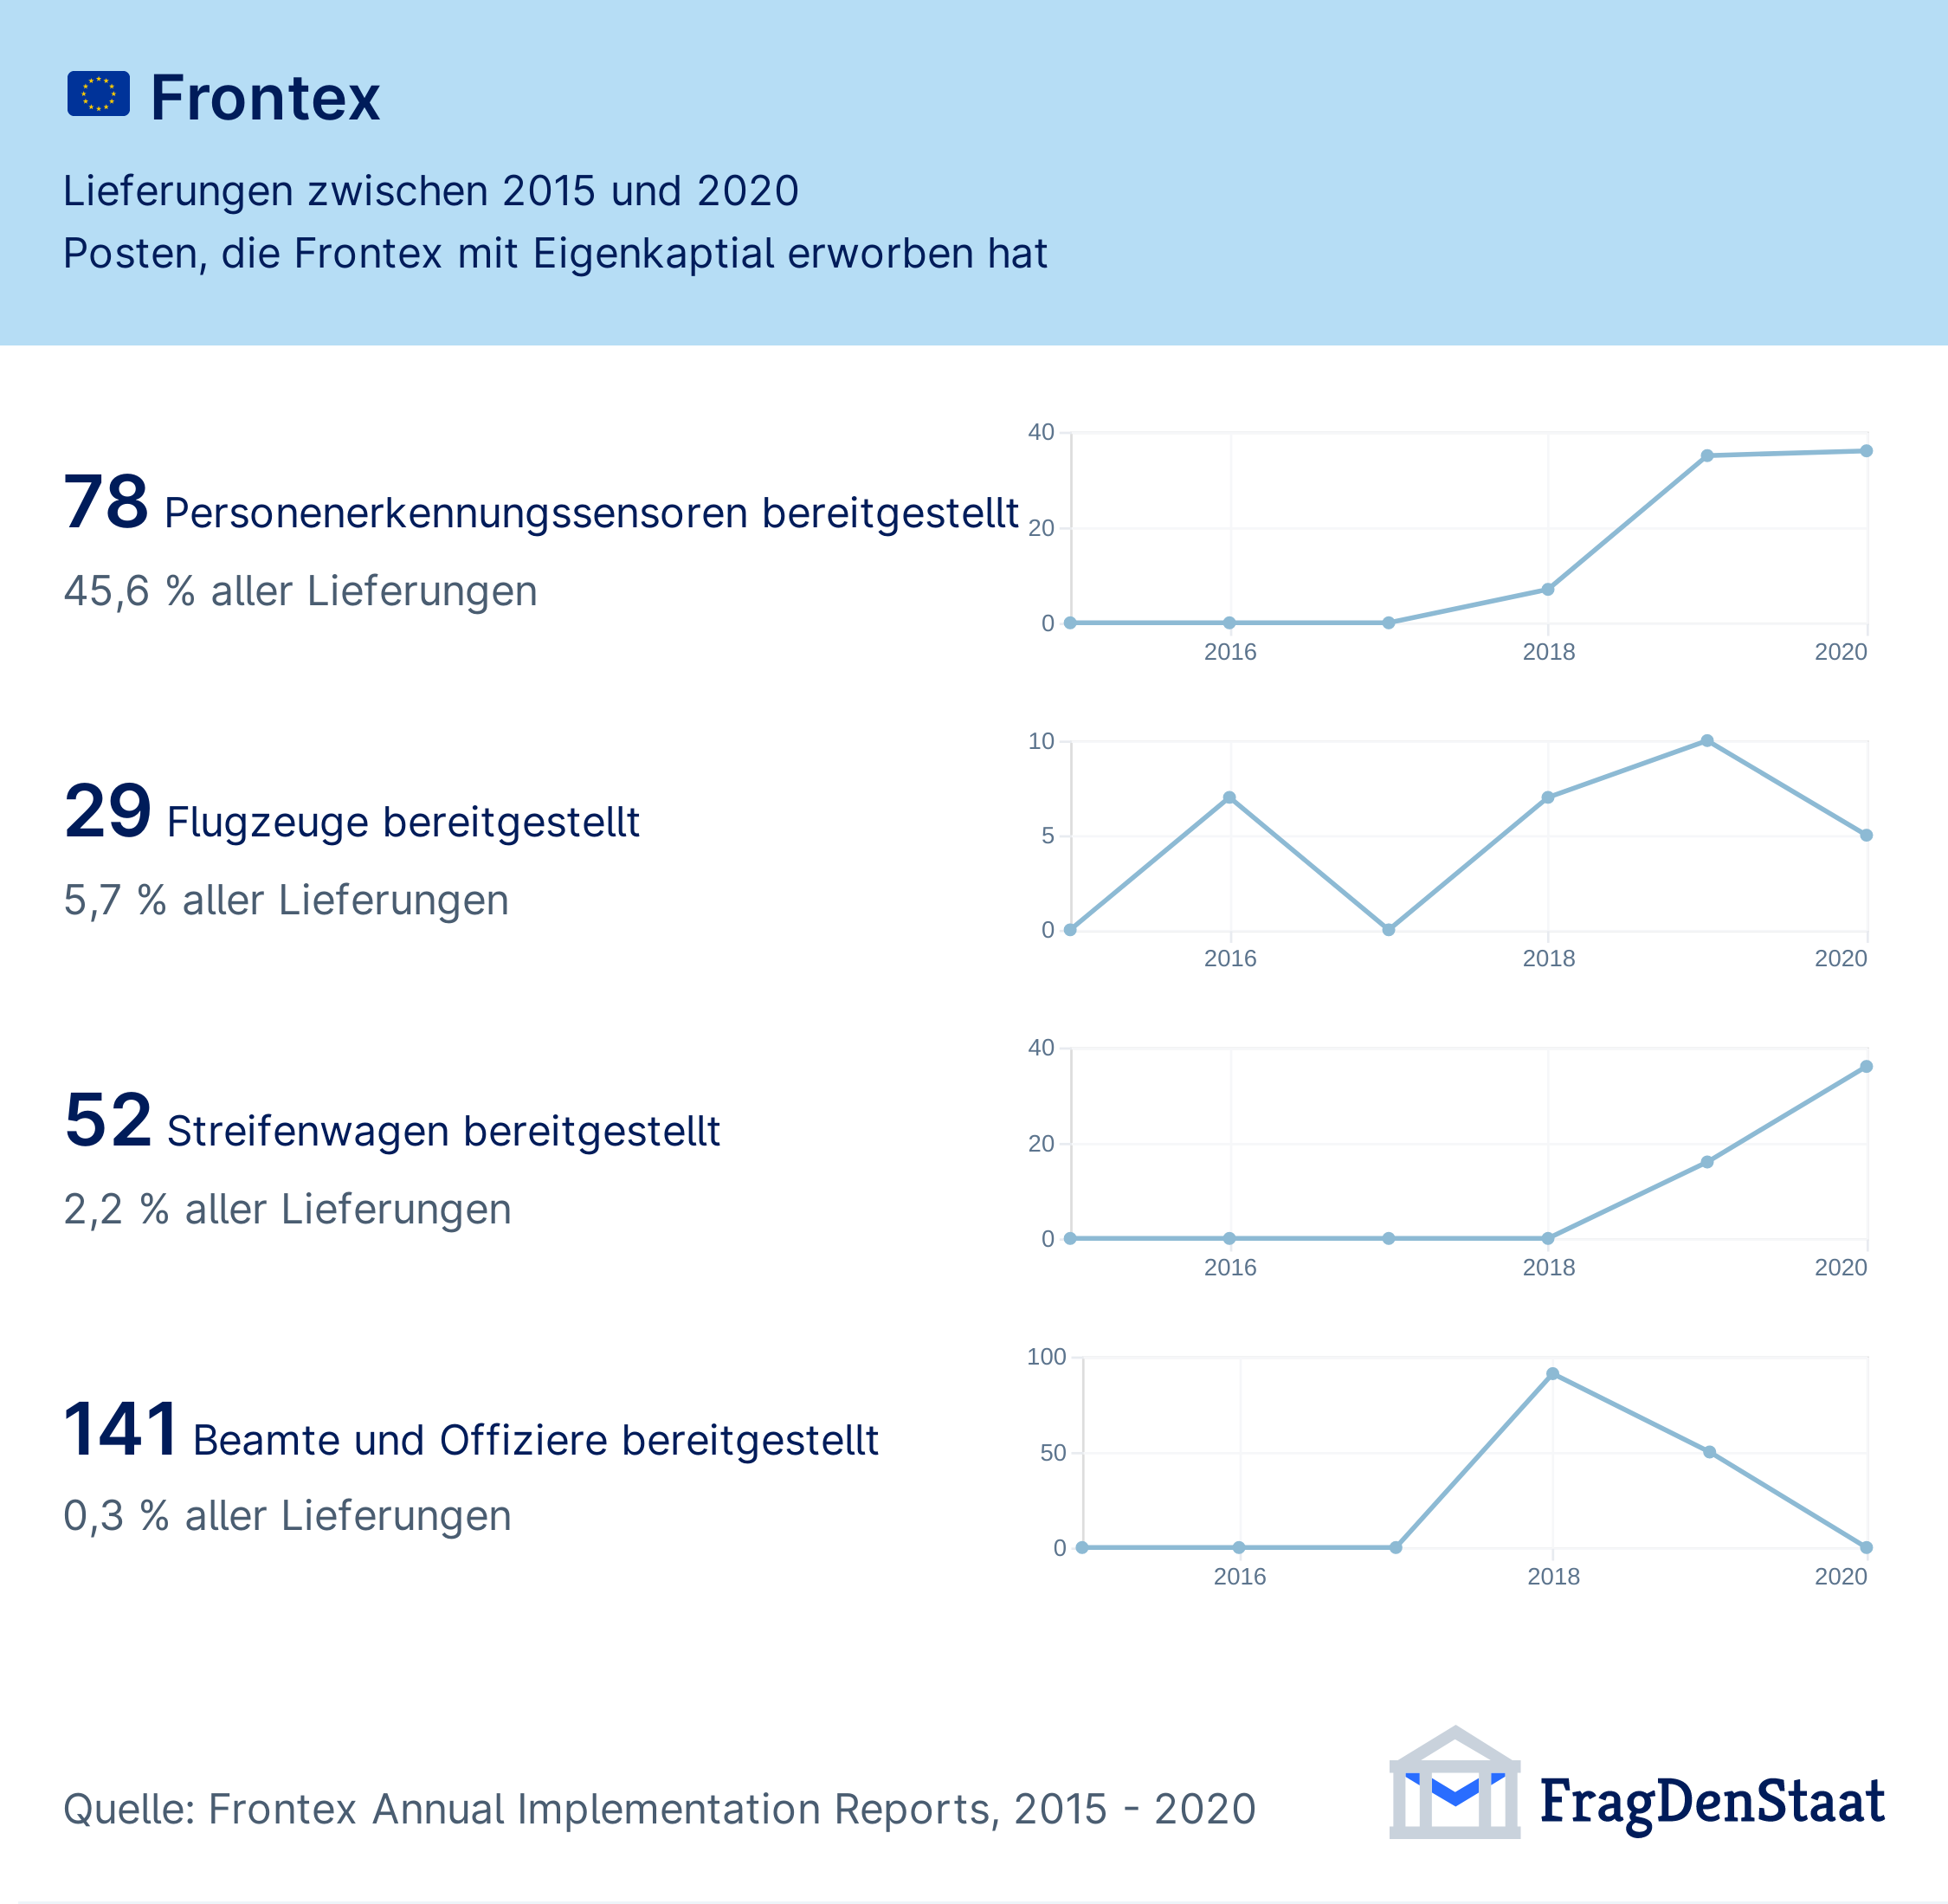 Frontex
Lieferungen zwischen 2015 und 2020
Posten, die Frontex mit Eigenkaptial erworben hat
78 Personenerkennungssensoren bereitgestellt
45,6 % aller Lieferungen
40
20
0
2016 2018 2020
29 Flugzeuge bereitgestellt
5,7 % aller Lieferungen
10
5
0
2016 2018 2020
52 Streifenwagen bereitgestellt
2,2 % aller Lieferungen
40
20
0
2016 2018 2020
141 Beamte und Offiziere bereitgestellt
0,3 % aller Lieferungen
100
50
0
2016 2018 2020
Quelle: Frontex Annual Implementation Reports, 2015 - 2020
FragDenStaat